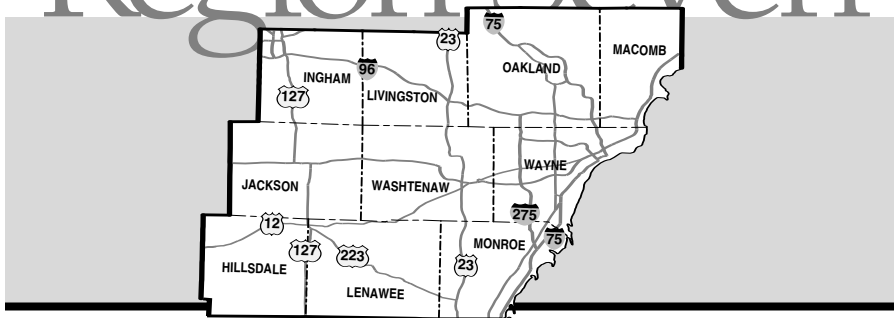 Region Seven
75
23
MACOMB
OAKLAND
96
INGHAM
127
LIVINGSTON
WAYNE
JACKSON
WASHTENAW
275
12
75
MONROE
127
223
23
HILLSDALE
LENAWEE